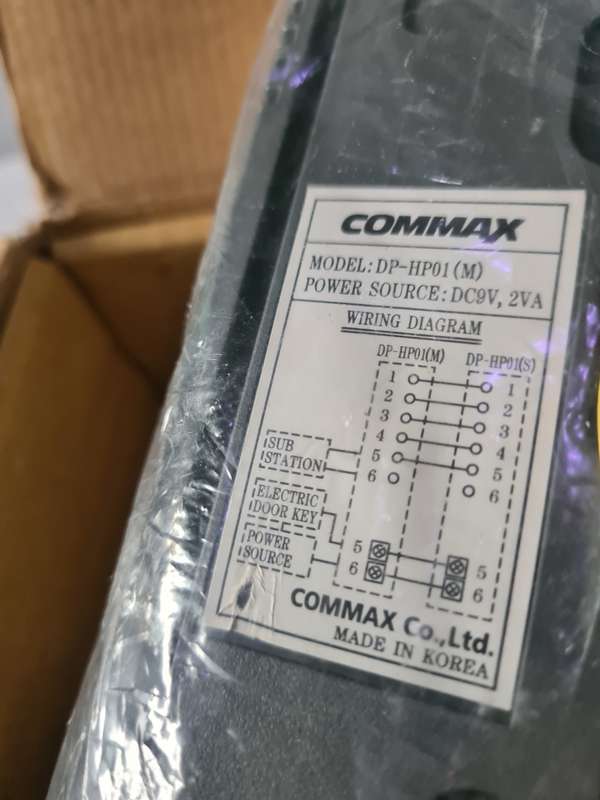 COMMAX
MODEL:DP-HP01(M)
POWER SOURCE:DC9V, 2VA
WIRING DIAGRAM
DP-HP01(M) DP-HP01(S)
1 1
2 2
3 3
4 4
SUB
STATION
5 5
6 6
ELECTRIC
DOOR KEY
POWER
SOURCE
5 5
6 6
COMMAX Co.,Ltd.
MADE IN KOREA